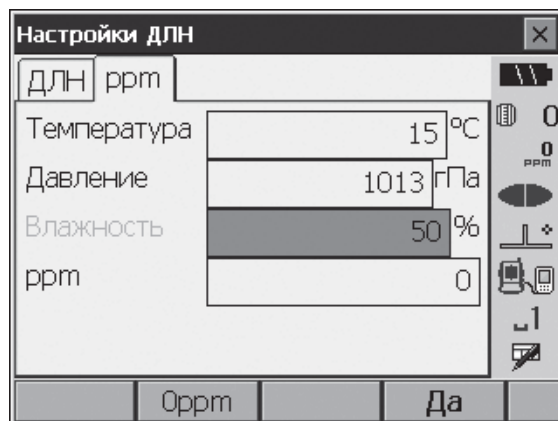 Настройки ДЛН
ДЛН ppm
Температура 15 ºC
Давление 1013 гПа
Влажность 50 %
ppm 0
0
0
PPM
1
0ppm Да